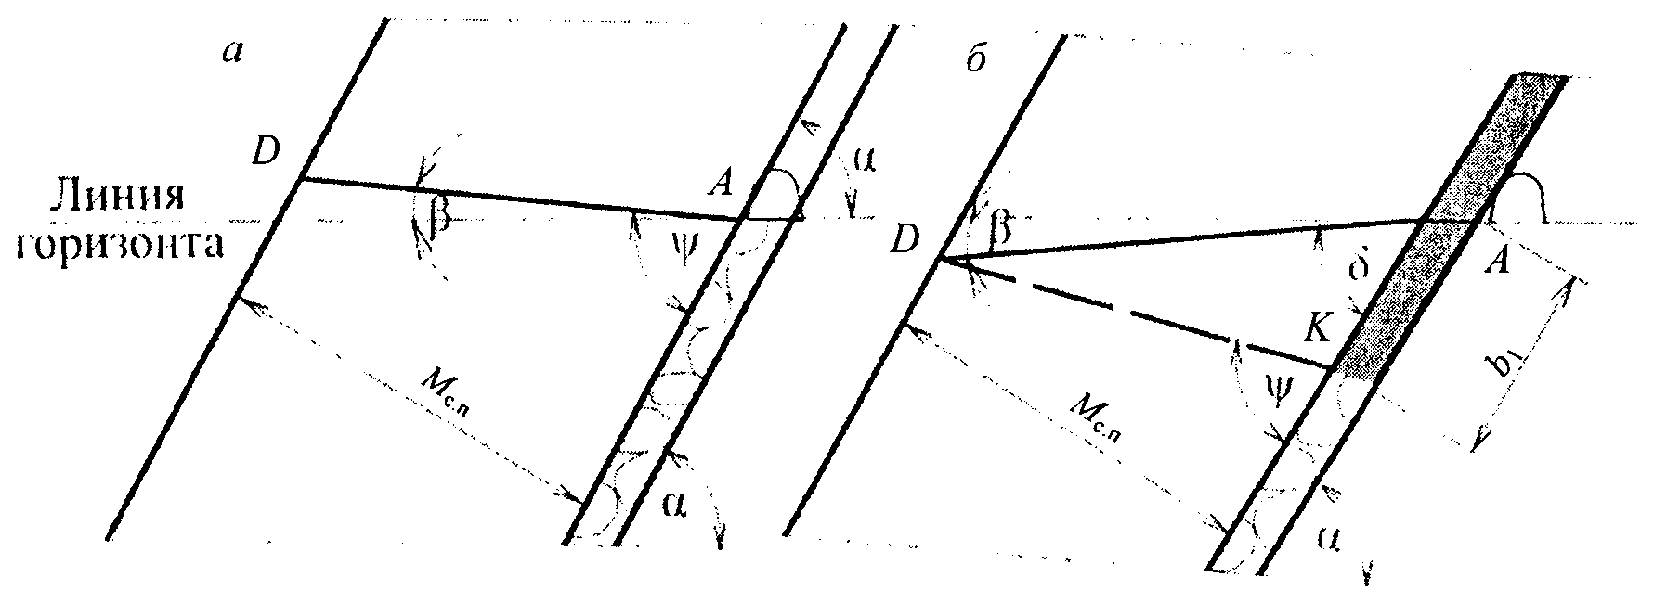 а
б
D
β
A
α
Линия
горизонта
ψ
D
β
A
δ
K
ψ
b₁
Mс.п
Mс.п
α
α